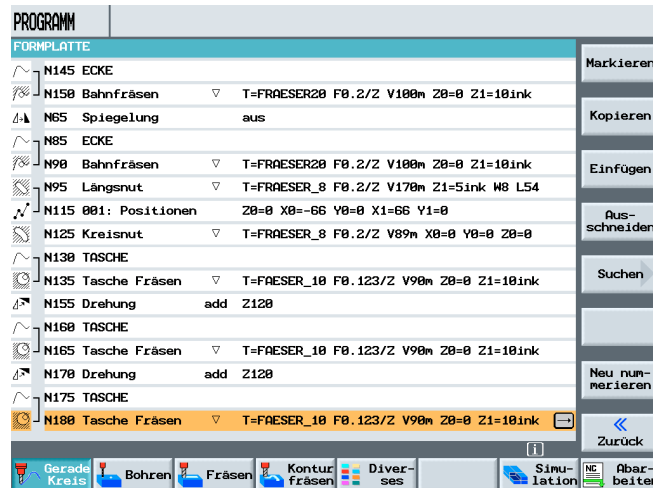 PROGRAMM
FORMPLATTE
N145 ECKE
N150 Bahnfräsen ▽ T=FRAESER20 F0.2/Z V100m Z0=0 Z1=10ink
N65 Spiegelung aus
N85 ECKE
N90 Bahnfräsen ▽ T=FRAESER20 F0.2/Z V100m Z0=0 Z1=10ink
N95 Längsnut ▽ T=FRAESER_8 F0.2/Z V170m Z1=5ink W8 L54
N115 001: Positionen Z0=0 X0=-66 Y0=0 X1=66 Y1=0
N125 Kreisnut ▽ T=FRAESER_8 F0.2/Z V89m X0=0 Y0=0 Z0=0
N130 TASCHE
N135 Tasche Fräsen ▽ T=FAESER_10 F0.123/Z V90m Z0=0 Z1=10ink
N155 Drehung add Z120
N160 TASCHE
N165 Tasche Fräsen ▽ T=FAESER_10 F0.123/Z V90m Z0=0 Z1=10ink
N170 Drehung add Z120
N175 TASCHE
N180 Tasche Fräsen ▽ T=FAESER_10 F0.123/Z V90m Z0=0 Z1=10ink
Markieren
Kopieren
Einfügen
Aus-
schneiden
Suchen
Neu num-
merieren
«
Zurück
i
Gerade
Kreis
Bohren
Fräsen
Kontur
fräsen
Diver-
ses
Simu-
lation
NC
Abar-
beiten